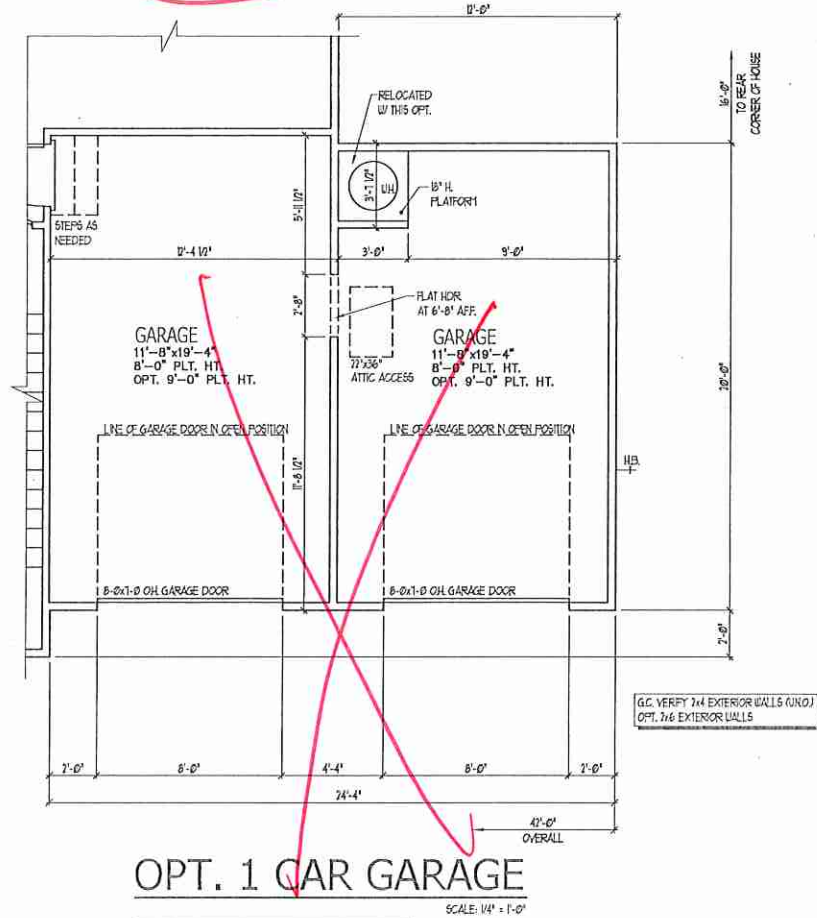 12'-0"
RELOCATED
W/ THIS OPT.
16'-0"
TO REAR
CORNER OF HOUSE
W.H.
3'-7 1/2"
18" H.
PLATFORM
5'-11 1/2"
STEPS AS
NEEDED
12'-4 1/2"
3'-0"
9'-0"
2'-8"
FLAT HDR.
AT 6'-8" AFF.
GARAGE
11'-8"x19'-4"
8'-0" PLT. HT.
OPT. 9'-0" PLT. HT.
22"x36"
ATTIC ACCESS
GARAGE
11'-8"x19'-4"
8'-0" PLT. HT.
OPT. 9'-0" PLT. HT.
20'-0"
LINE OF GARAGE DOOR IN OPEN POSITION
LINE OF GARAGE DOOR IN OPEN POSITION
H.B.
11'-8 1/2"
8-0x7-0 O.H. GARAGE DOOR
8-0x7-0 O.H. GARAGE DOOR
2'-0"
G.C. VERIFY 2x4 EXTERIOR WALLS (U.N.O.)
OPT. 2x6 EXTERIOR WALLS
2'-0"
8'-0"
4'-4"
8'-0"
2'-0"
24'-4"
42'-0"
OVERALL
OPT. 1 CAR GARAGE
SCALE: 1/4" = 1'-0"